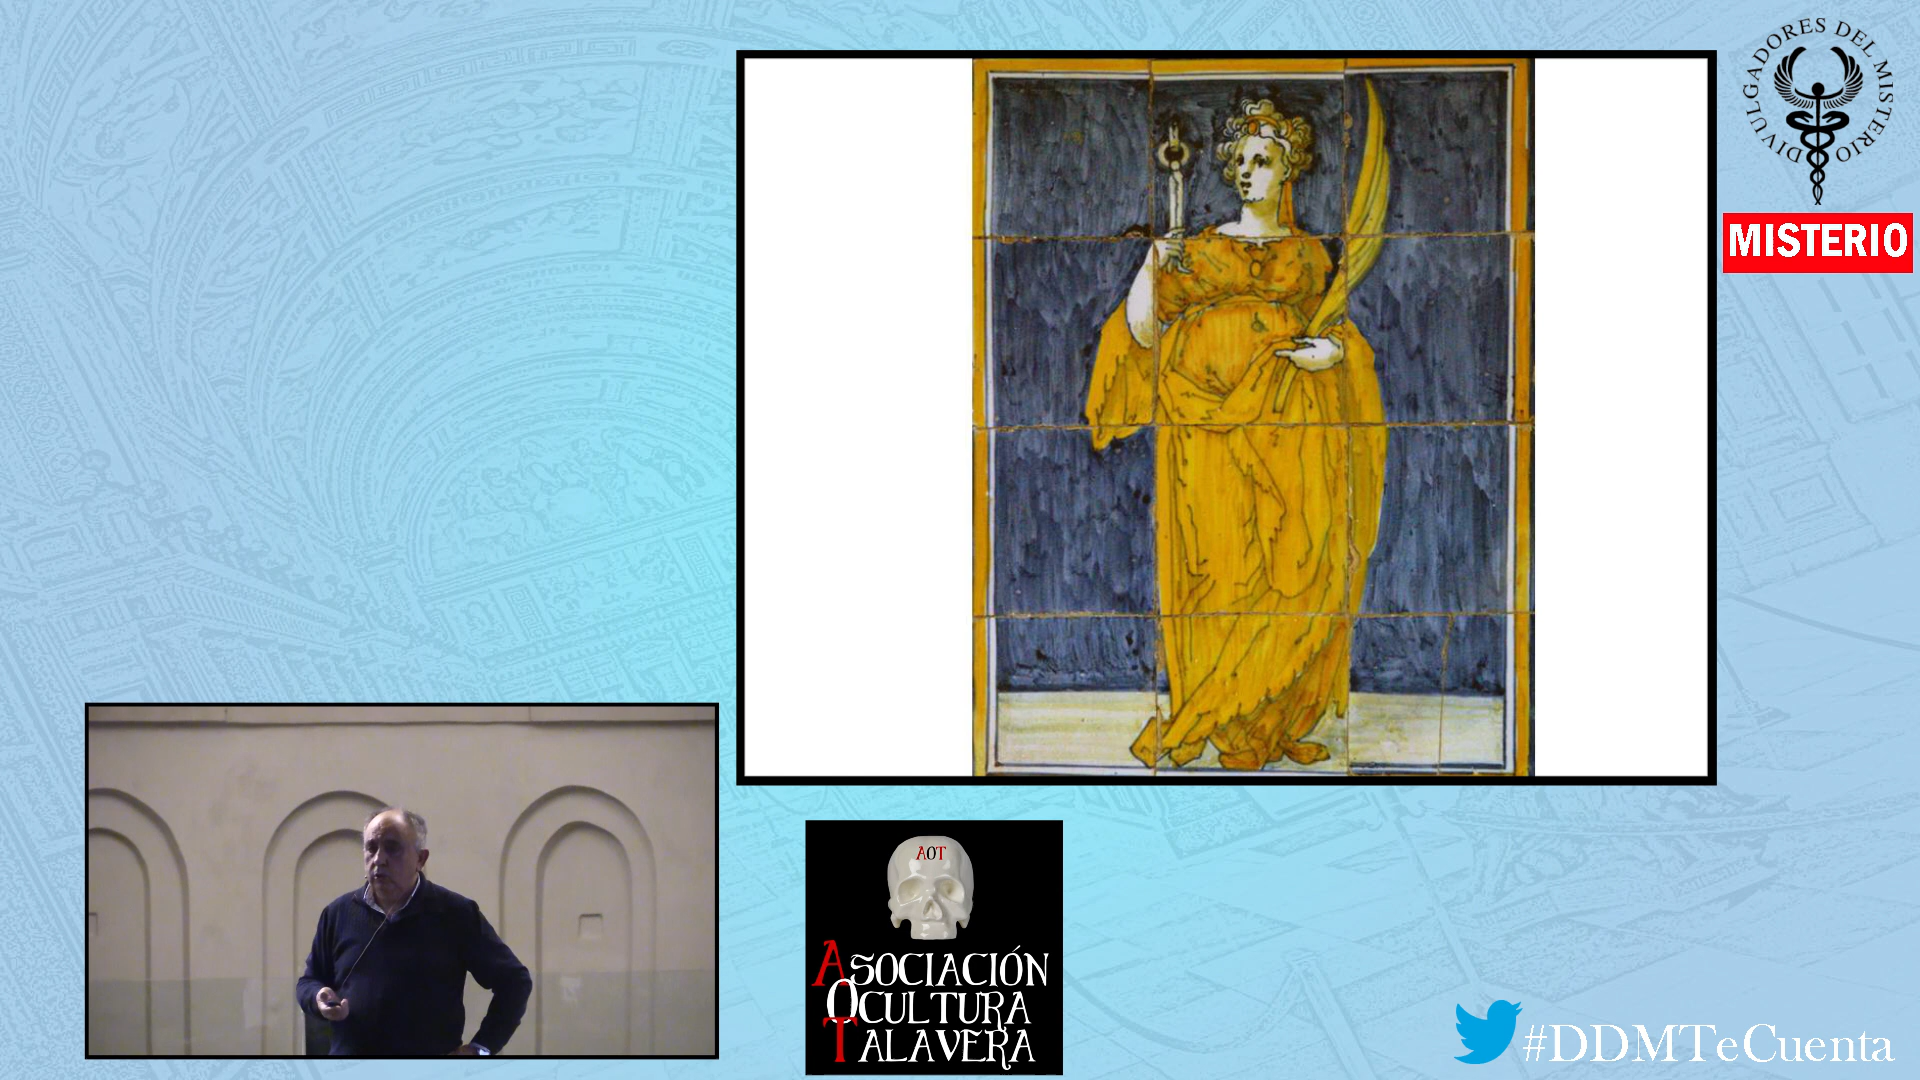 DIVULGADORES DEL MISTERIO
MISTERIO
AOT
ASOCIACIÓN
OCULTURA
TALAVERA
#DDMTeCuenta